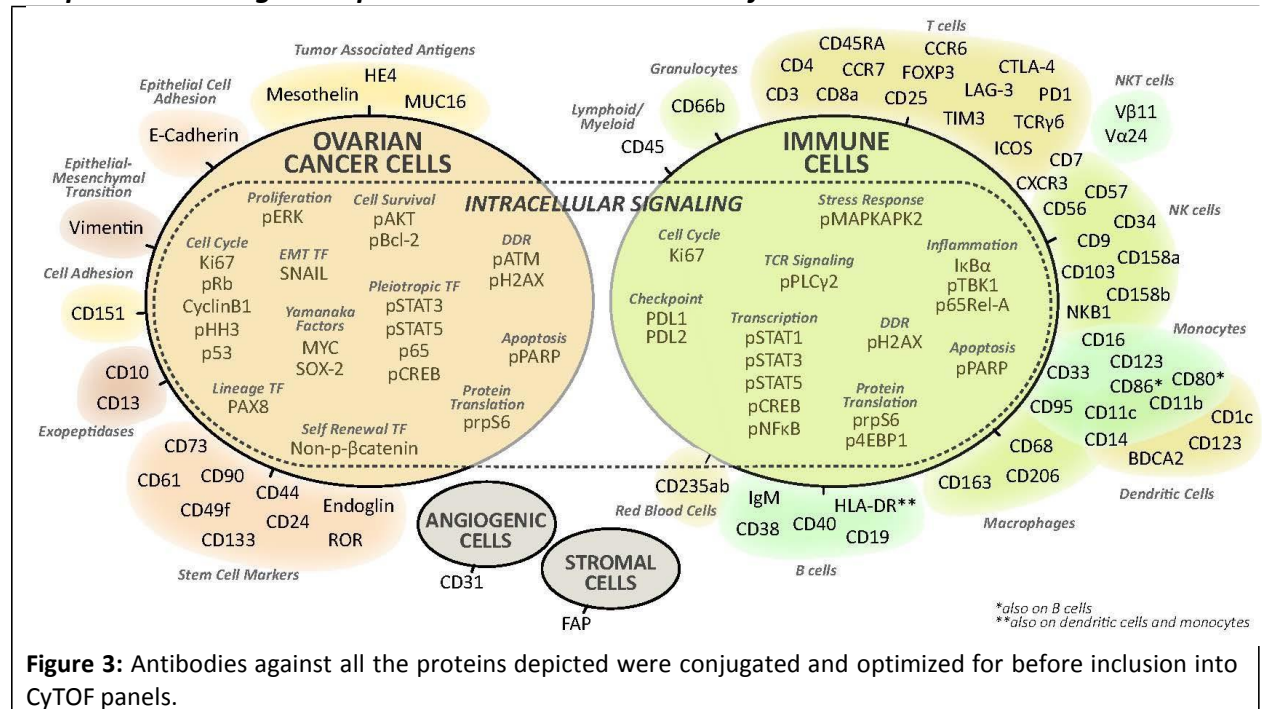 Tumor Associated Antigens
HE4
Mesothelin
MUC16
Epithelial Cell
Adhesion
E-Cadherin
Epithelial-
Mesenchymal
Transition
Vimentin
Cell Adhesion
CD151
CD10
CD13
Exopeptidases
CD73
CD61
CD90
CD49f
CD44
CD24
CD133
Endoglin
ROR
Stem Cell Markers
OVARIAN
CANCER CELLS
INTRACELLULAR SIGNALING
Proliferation
pERK
Cell Survival
pAKT
pBcl-2
Cell Cycle
Ki67
pRb
CyclinB1
pHH3
p53
EMT TF
SNAIL
DDR
pATM
pH2AX
Yamanaka
Factors
MYC
SOX-2
Pleiotropic TF
pSTAT3
pSTAT5
p65
pCREB
Apoptosis
pPARP
Lineage TF
PAX8
Protein
Translation
prpS6
Self Renewal TF
Non-p-βcatenin
ANGIOGENIC
CELLS
CD31
STROMAL
CELLS
FAP
Lymphoid/
Myeloid
CD45
Granulocytes
CD66b
IMMUNE
CELLS
Stress Response
pMAPKAPK2
Cell Cycle
Ki67
TCR Signaling
pPLCγ2
Inflammation
IκBα
pTBK1
p65Rel-A
Checkpoint
PDL1
PDL2
Transcription
pSTAT1
pSTAT3
pSTAT5
pCREB
pNFκB
DDR
pH2AX
Apoptosis
pPARP
Protein
Translation
prpS6
p4EBP1
T cells
CD45RA
CCR6
CD4
CCR7
FOXP3
CTLA-4
CD3
CD8a
CD25
LAG-3
PD1
TIM3
TCRγ6
ICOS
CD7
CXCR3
NKT cells
Vβ11
Vα24
CD57
CD56
CD34
NK cells
CD9
CD158a
CD103
CD158b
NKB1
Monocytes
CD16
CD33
CD123
CD86*
CD80*
CD95
CD11c
CD11b
CD14
CD1c
CD123
BDCA2
Dendritic Cells
CD68
CD163
CD206
Macrophages
CD235ab
Red Blood Cells
IgM
HLA-DR**
CD38
CD40
CD19
B cells
*also on B cells
**also on dendritic cells and monocytes
Figure 3: Antibodies against all the proteins depicted were conjugated and optimized for before inclusion into
CyTOF panels.